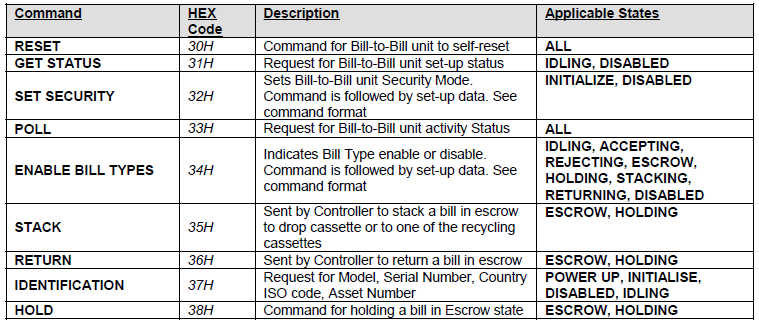 Command HEX Code Description Applicable States
RESET 30H Command for Bill-to-Bill unit to self-reset ALL
GET STATUS 31H Request for Bill-to-Bill unit set-up status IDLING, DISABLED
SET SECURITY 32H Sets Bill-to-Bill unit Security Mode.
Command is followed by set-up data. See
command format INITIALIZE, DISABLED
POLL 33H Request for Bill-to-Bill unit activity Status ALL
ENABLE BILL TYPES 34H Indicates Bill Type enable or disable.
Command is followed by set-up data. See
command format IDLING, ACCEPTING,
REJECTING, ESCROW,
HOLDING, STACKING,
RETURNING, DISABLED
STACK 35H Sent by Controller to stack a bill in escrow
to drop cassette or to one of the recycling
cassettes ESCROW, HOLDING
RETURN 36H Sent by Controller to return a bill in escrow ESCROW, HOLDING
IDENTIFICATION 37H Request for Model, Serial Number, Country
ISO code, Asset Number POWER UP, INITIALISE,
DISABLED, IDLING
HOLD 38H Command for holding a bill in Escrow state ESCROW, HOLDING